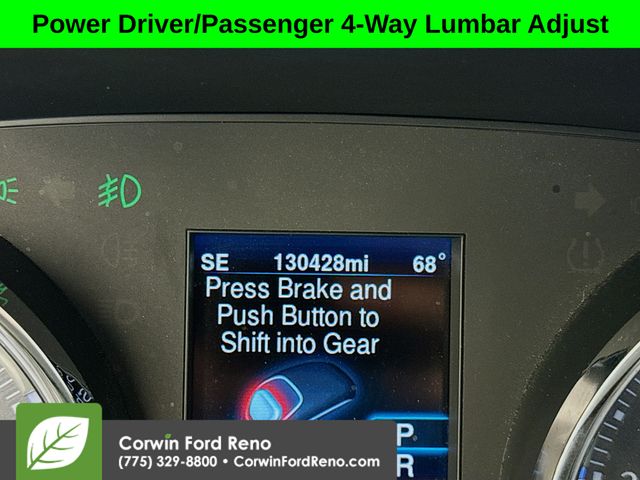 Power Driver/Passenger 4-Way Lumbar Adjust
SE 130428mi 68°
Press Brake and
Push Button to
Shift into Gear
P
R
Corwin Ford Reno
(775) 329-8800 • CorwinFordReno.com